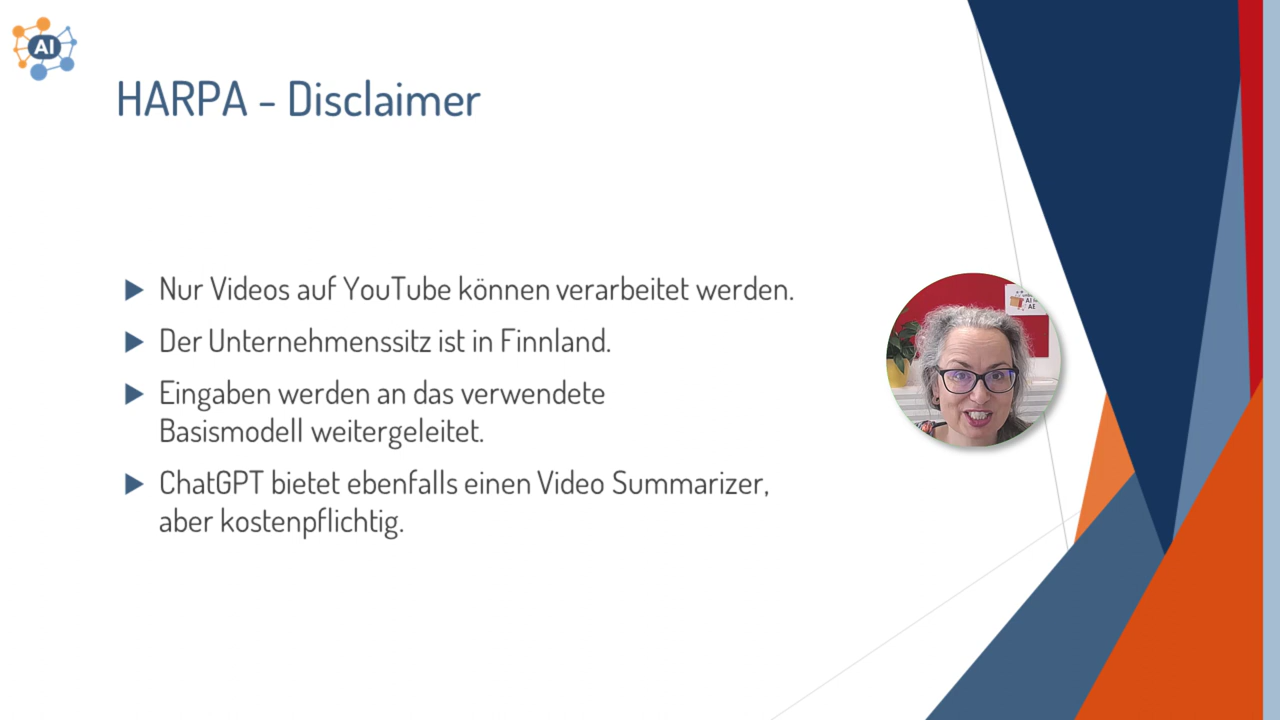 AI
HARPA - Disclaimer
Nur Videos auf YouTube können verarbeitet werden.
Der Unternehmenssitz ist in Finnland.
Eingaben werden an das verwendete
Basismodell weitergeleitet.
ChatGPT bietet ebenfalls einen Video Summarizer,
aber kostenpflichtig.